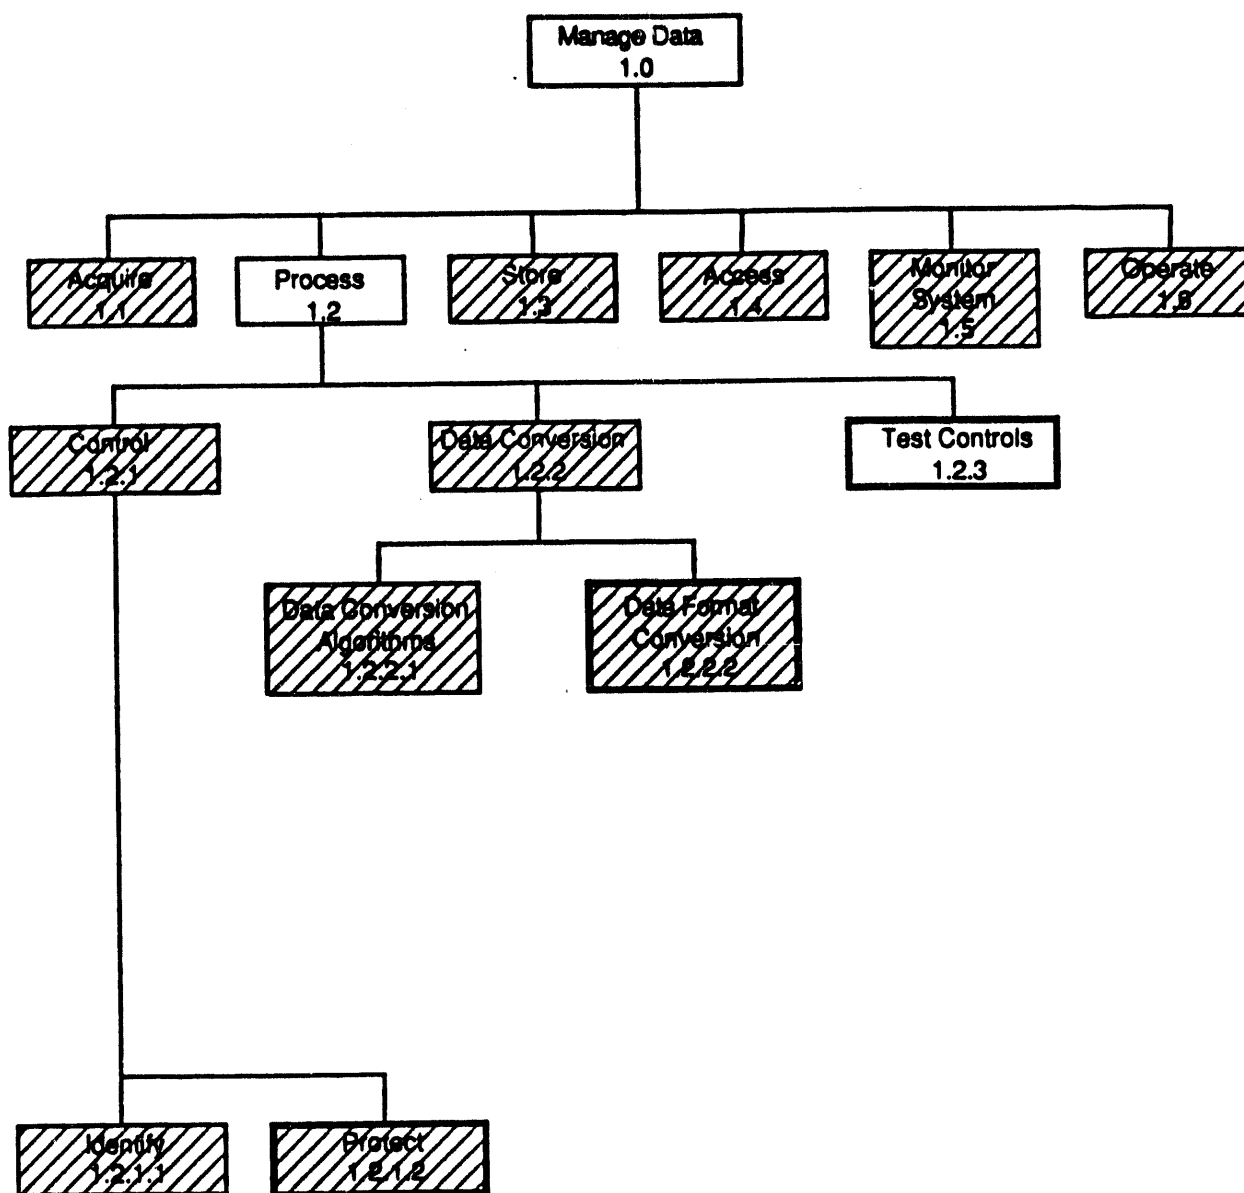 Manage Data
1.0
Acquire
1.1
Process
1.2
Store
1.3
Access
1.4
Monitor
System
1.5
Operate
1.6
Control
1.2.1
Data Conversion
1.2.2
Test Controls
1.2.3
Data Conversion
Algorithms
1.2.2.1
Data Format
Conversion
1.2.2.2
Identify
1.2.1.1
Protect
1.2.1.2